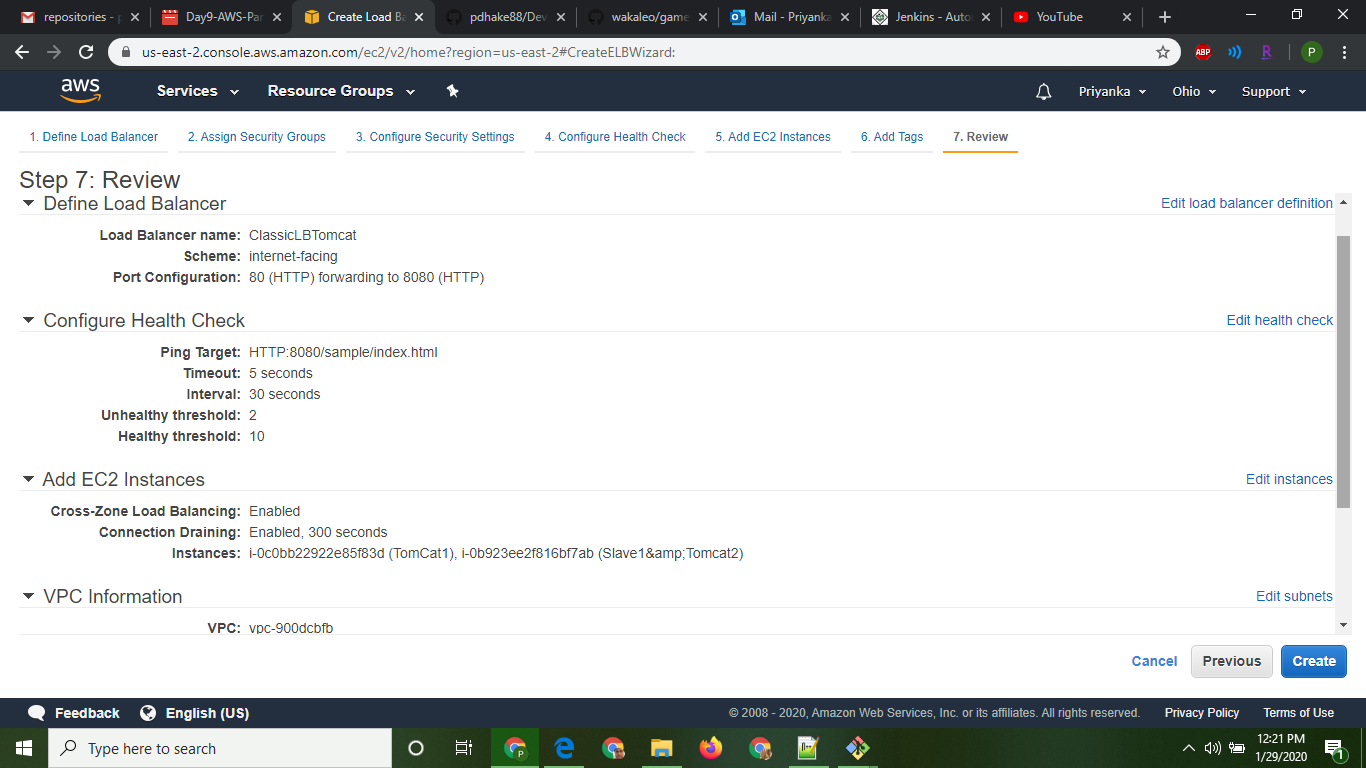 repositories - p
Day9-AWS-Par
Create Load Ba
pdhake88/Dev
wakaleo/game
Mail - Priyanka
Jenkins - Auto
YouTube
us-east-2.console.aws.amazon.com/ec2/v2/home?region=us-east-2#CreateELBWizard:
ABP
R
P
aws
Services
Resource Groups
Priyanka
Ohio
Support
1. Define Load Balancer
2. Assign Security Groups
3. Configure Security Settings
4. Configure Health Check
5. Add EC2 Instances
6. Add Tags
7. Review
Step 7: Review
Define Load Balancer
Edit load balancer definition
Load Balancer name: ClassicLBTomcat
Scheme: internet-facing
Port Configuration: 80 (HTTP) forwarding to 8080 (HTTP)
Configure Health Check
Edit health check
Ping Target: HTTP:8080/sample/index.html
Timeout: 5 seconds
Interval: 30 seconds
Unhealthy threshold: 2
Healthy threshold: 10
Add EC2 Instances
Edit instances
Cross-Zone Load Balancing: Enabled
Connection Draining: Enabled, 300 seconds
Instances: i-0c0bb22922e85f83d (TomCat1), i-0b923ee2f816bf7ab (Slave1&amp;Tomcat2)
VPC Information
Edit subnets
VPC: vpc-900dcbfb
Cancel
Previous
Create
Feedback
English (US)
© 2008 - 2020, Amazon Web Services, Inc. or its affiliates. All rights reserved.
Privacy Policy
Terms of Use
Type here to search
12:21 PM
1/29/2020
1